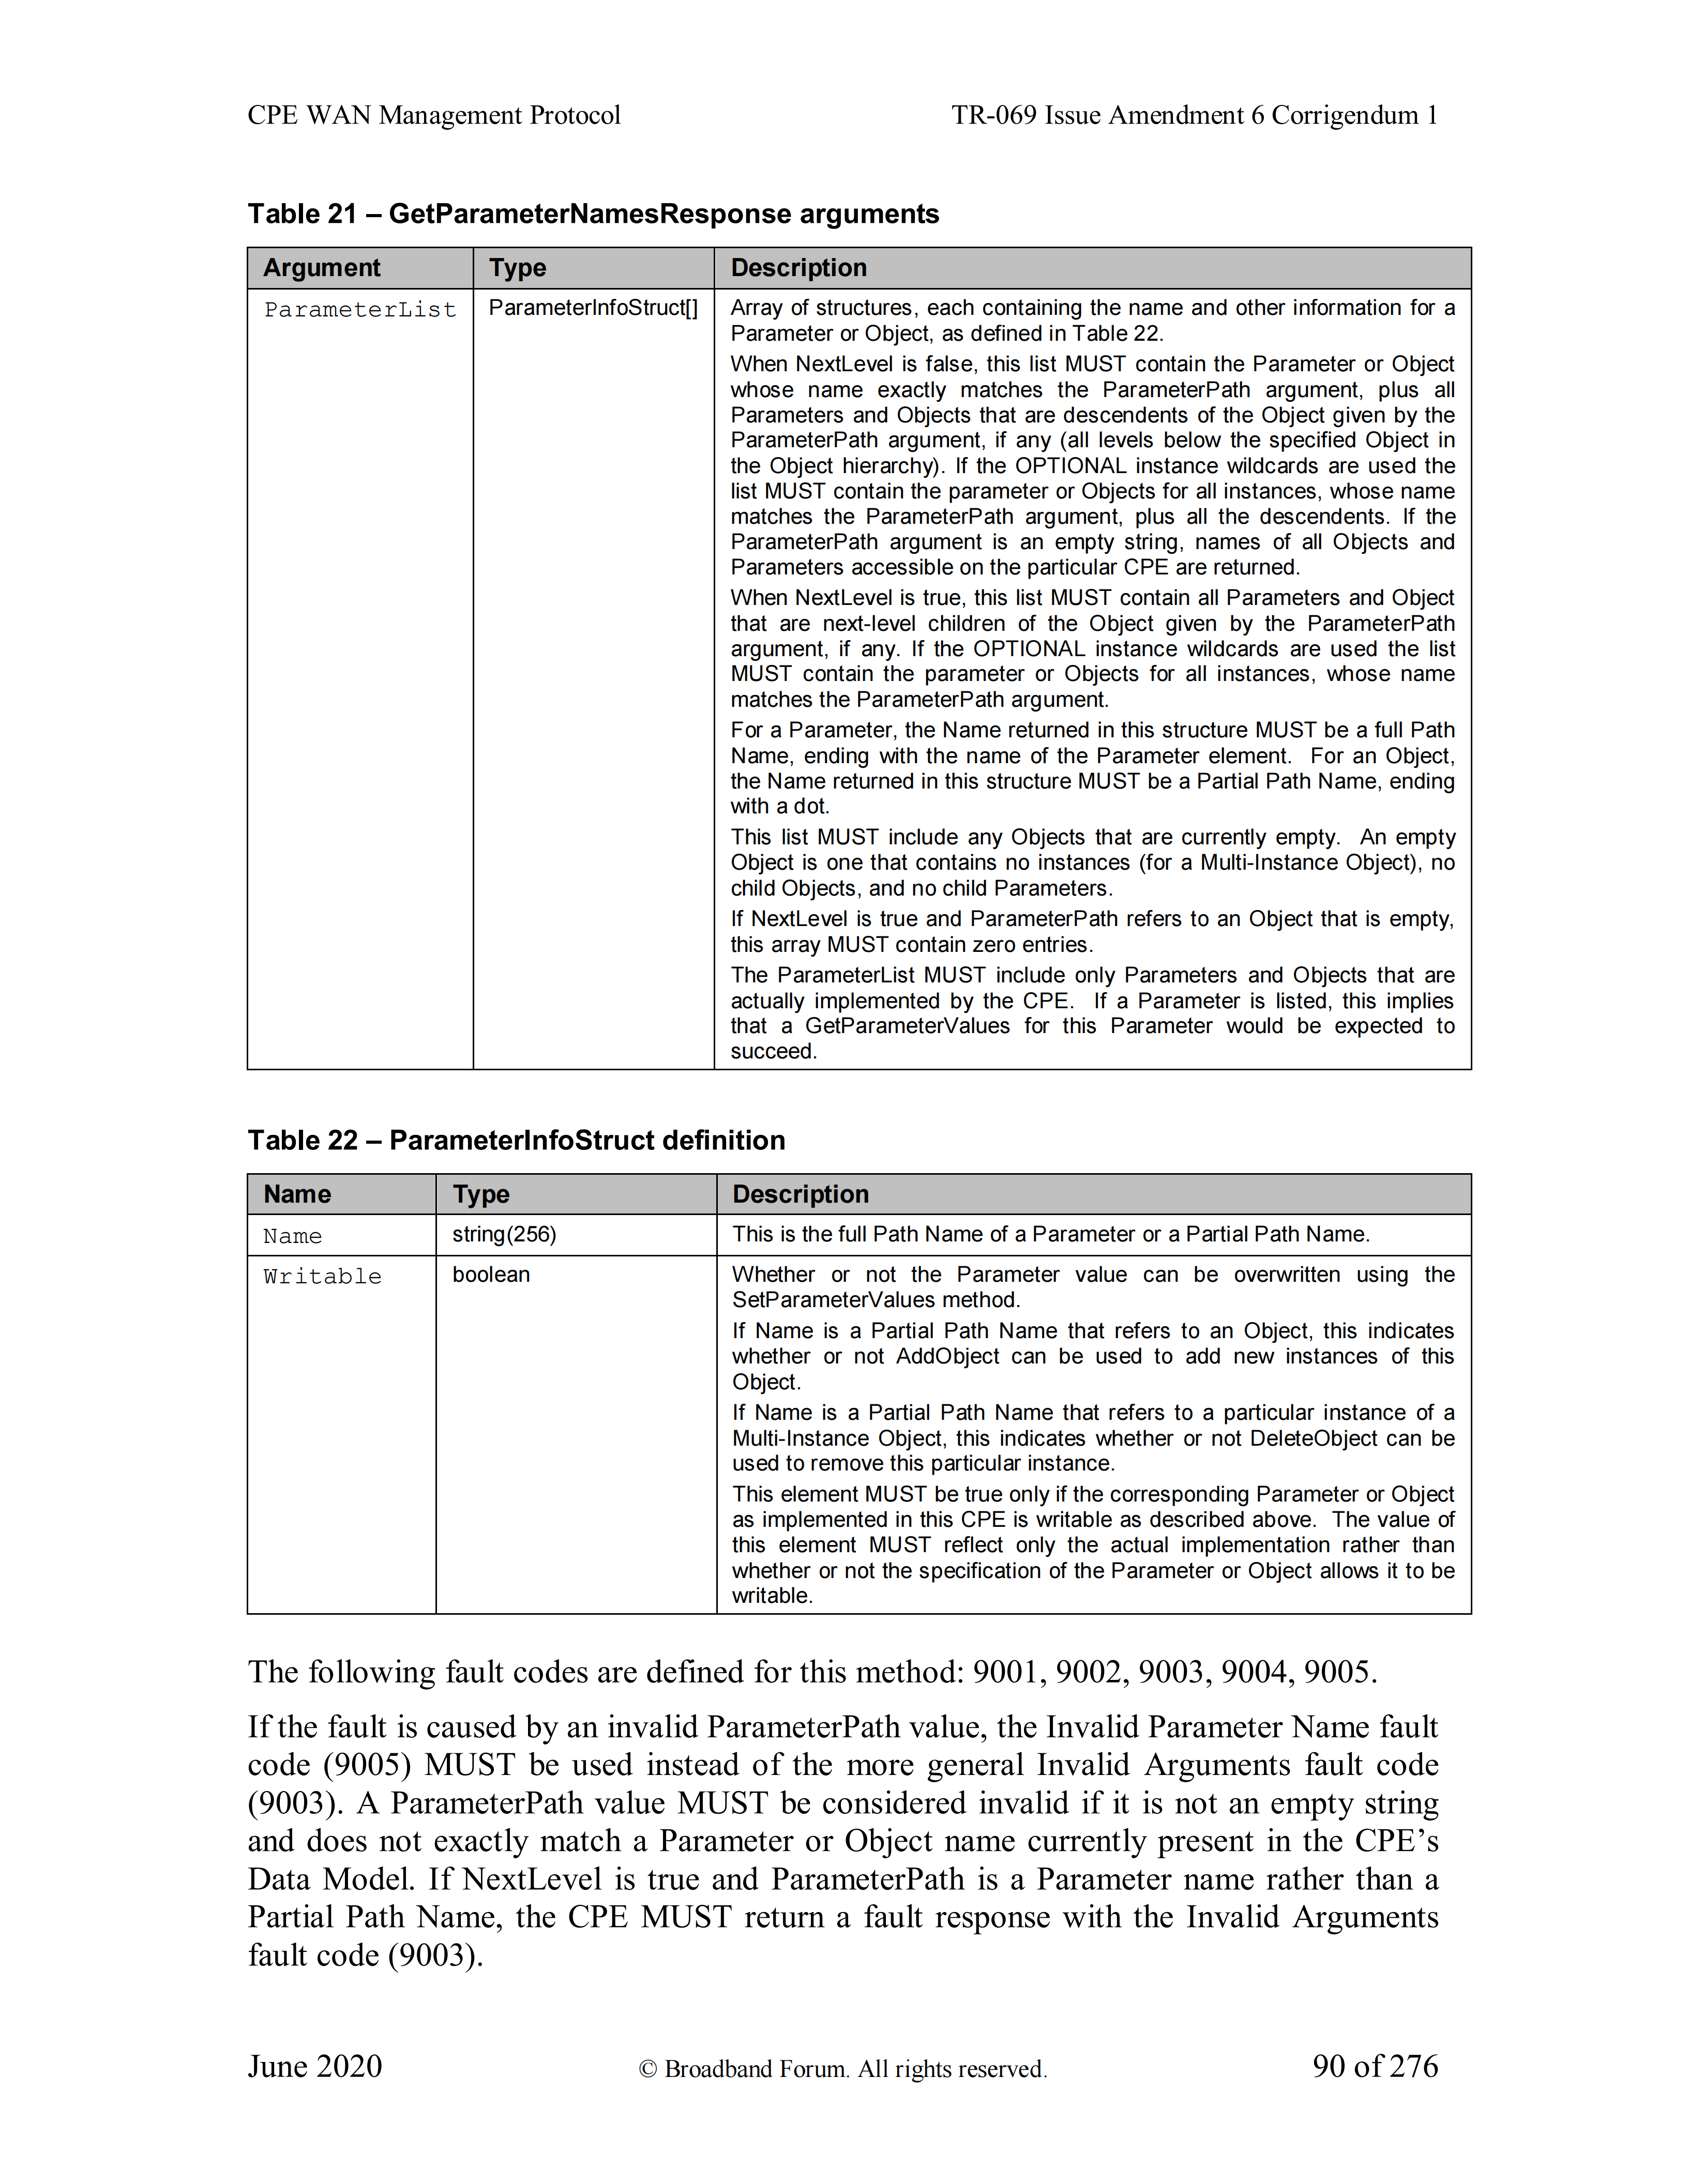 CPE WAN Management Protocol
TR-069 Issue Amendment 6 Corrigendum 1
Table 21 – GetParameterNamesResponse arguments
Argument
Type
Description
ParameterList
ParameterInfoStruct[]
Array of structures, each containing the name and other information for a
Parameter or Object, as defined in Table 22.
When NextLevel is false, this list MUST contain the Parameter or Object
whose name exactly matches the ParameterPath argument, plus all
Parameters and Objects that are descendents of the Object given by the
ParameterPath argument, if any (all levels below the specified Object in
the Object hierarchy). If the OPTIONAL instance wildcards are used the
list MUST contain the parameter or Objects for all instances, whose name
matches the ParameterPath argument, plus all the descendents. If the
ParameterPath argument is an empty string, names of all Objects and
Parameters accessible on the particular CPE are returned.
When NextLevel is true, this list MUST contain all Parameters and Object
that are next-level children of the Object given by the ParameterPath
argument, if any. If the OPTIONAL instance wildcards are used the list
MUST contain the parameter or Objects for all instances, whose name
matches the ParameterPath argument.
For a Parameter, the Name returned in this structure MUST be a full Path
Name, ending with the name of the Parameter element. For an Object,
the Name returned in this structure MUST be a Partial Path Name, ending
with a dot.
This list MUST include any Objects that are currently empty. An empty
Object is one that contains no instances (for a Multi-Instance Object), no
child Objects, and no child Parameters.
If NextLevel is true and ParameterPath refers to an Object that is empty,
this array MUST contain zero entries.
The ParameterList MUST include only Parameters and Objects that are
actually implemented by the CPE. If a Parameter is listed, this implies
that a GetParameterValues for this Parameter would be expected to
succeed.
Table 22 – ParameterInfoStruct definition
Name
Type
Description
Name
string(256)
This is the full Path Name of a Parameter or a Partial Path Name.
Writable
boolean
Whether or not the Parameter value can be overwritten using the
SetParameterValues method.
If Name is a Partial Path Name that refers to an Object, this indicates
whether or not AddObject can be used to add new instances of this
Object.
If Name is a Partial Path Name that refers to a particular instance of a
Multi-Instance Object, this indicates whether or not DeleteObject can be
used to remove this particular instance.
This element MUST be true only if the corresponding Parameter or Object
as implemented in this CPE is writable as described above. The value of
this element MUST reflect only the actual implementation rather than
whether or not the specification of the Parameter or Object allows it to be
writable.
The following fault codes are defined for this method: 9001, 9002, 9003, 9004, 9005.
If the fault is caused by an invalid ParameterPath value, the Invalid Parameter Name fault
code (9005) MUST be used instead of the more general Invalid Arguments fault code
(9003). A ParameterPath value MUST be considered invalid if it is not an empty string
and does not exactly match a Parameter or Object name currently present in the CPE’s
Data Model. If NextLevel is true and ParameterPath is a Parameter name rather than a
Partial Path Name, the CPE MUST return a fault response with the Invalid Arguments
fault code (9003).
June 2020
© Broadband Forum. All rights reserved.
90 of 276